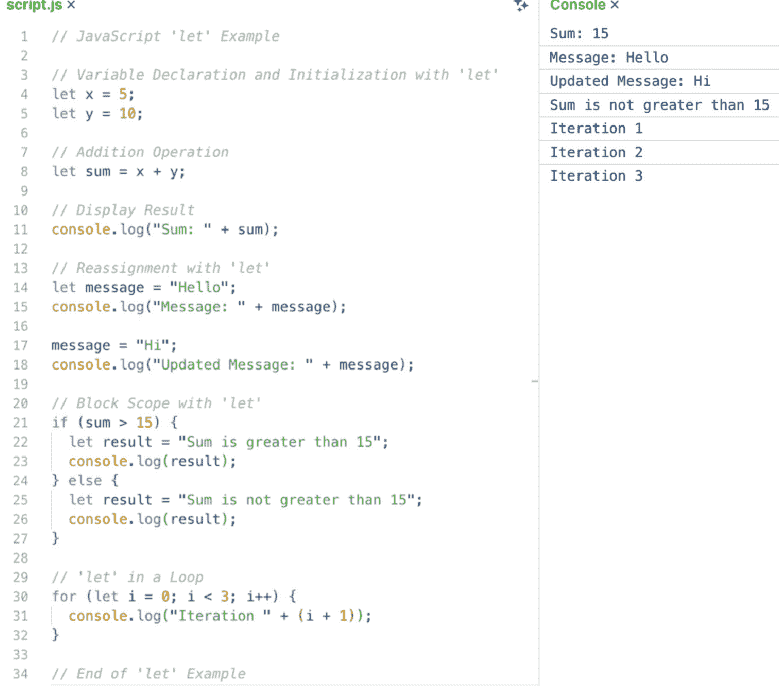 script.js ×
1 // JavaScript 'let' Example
2
3 // Variable Declaration and Initialization with 'let'
4 let x = 5;
5 let y = 10;
6
7 // Addition Operation
8 let sum = x + y;
9
10 // Display Result
11 console.log("Sum: " + sum);
12
13 // Reassignment with 'let'
14 let message = "Hello";
15 console.log("Message: " + message);
16
17 message = "Hi";
18 console.log("Updated Message: " + message);
19
20 // Block Scope with 'let'
21 if (sum > 15) {
22   let result = "Sum is greater than 15";
23   console.log(result);
24 } else {
25   let result = "Sum is not greater than 15";
26   console.log(result);
27 }
28
29 // 'let' in a Loop
30 for (let i = 0; i < 3; i++) {
31   console.log("Iteration " + (i + 1));
32 }
33
34 // End of 'let' Example
Console ×
Sum: 15
Message: Hello
Updated Message: Hi
Sum is not greater than 15
Iteration 1
Iteration 2
Iteration 3